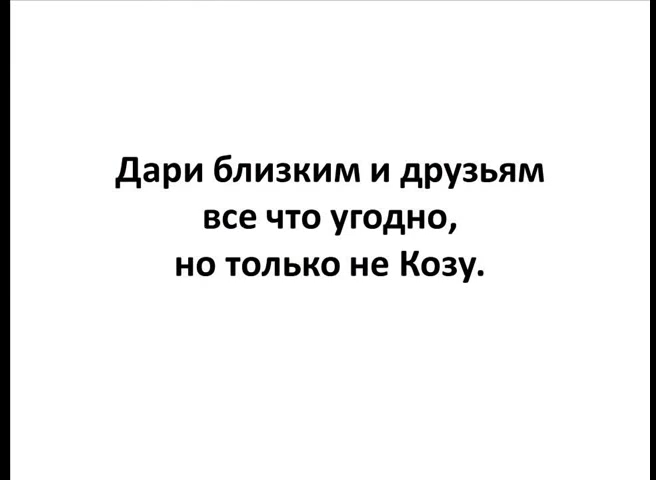 Дари близким и друзьям
все что угодно,
но только не Козу.